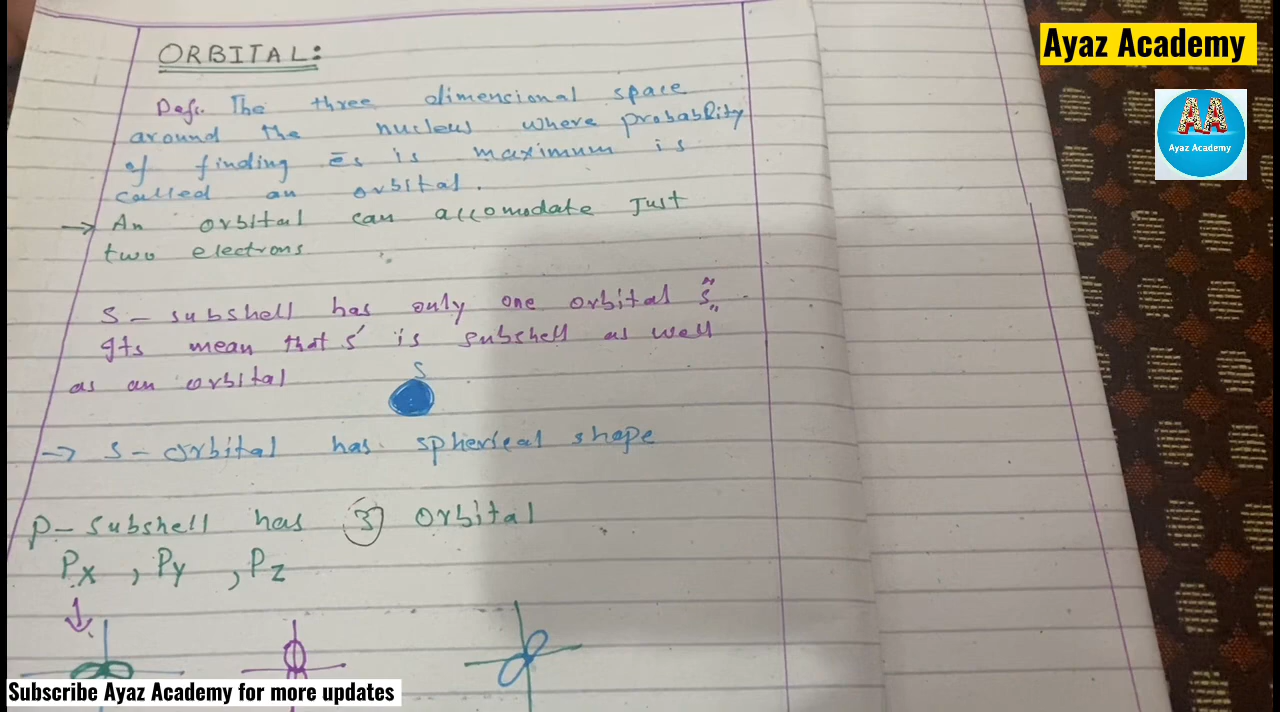 ORBITAL:
Def:. The three dimencional space
around the nucleus where probablity
of finding ēs is maximum is
called an orbital.
→ An orbital can accomodate Just
two electrons
S - subshell has only one orbital "s"
Its mean that 's' is subshell as well
as an orbital
S
→ s - orbital has spherical shape
P - subshell has 3 orbital
Px , Py , Pz
Ayaz Academy
AA
Ayaz Academy
Subscribe Ayaz Academy for more updates